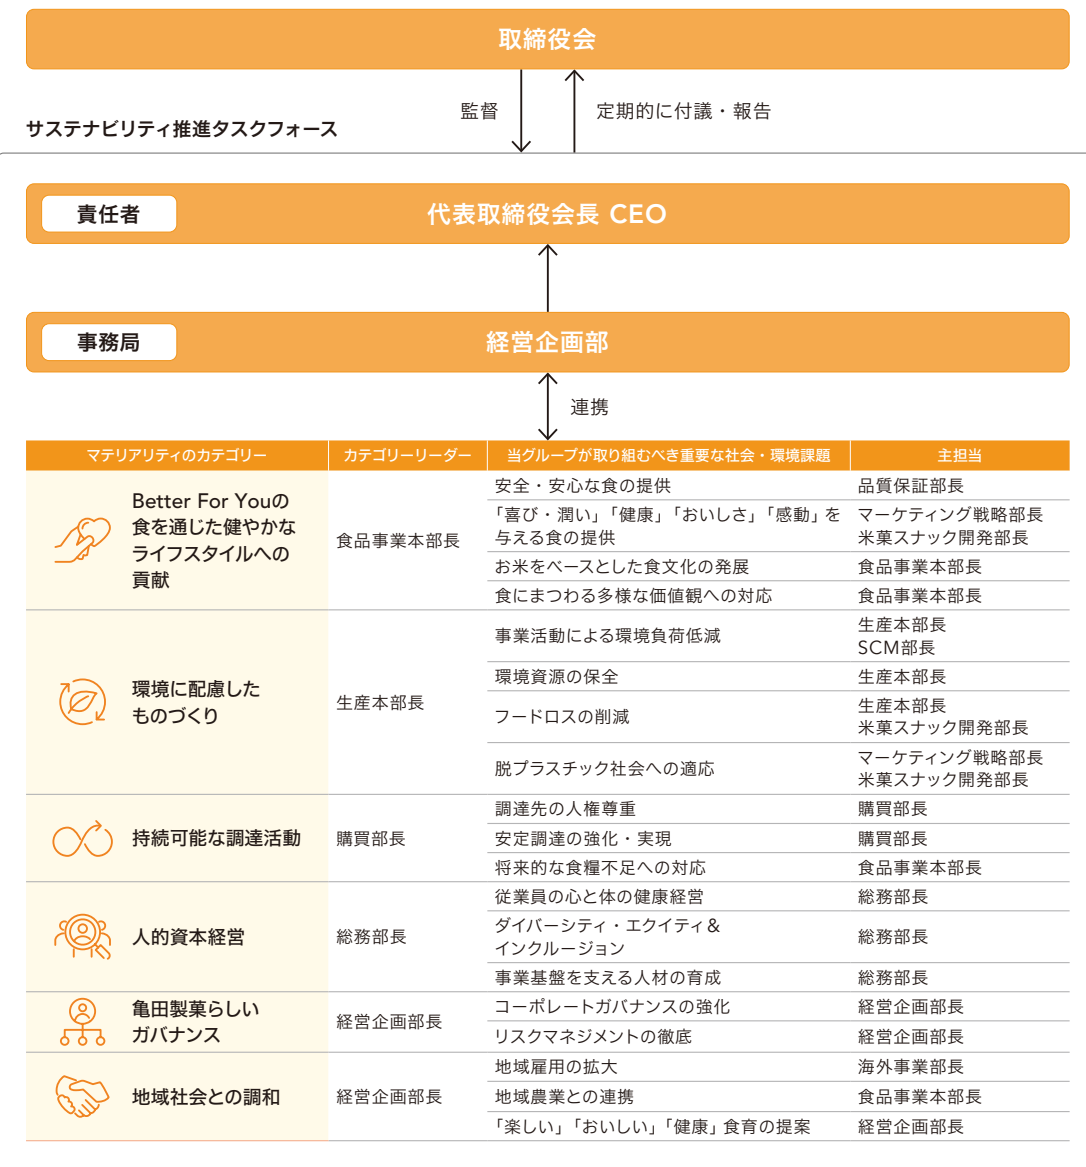 取締役会
監督
定期的に付議・報告
サステナビリティ推進タスクフォース
責任者
代表取締役会長 CEO
事務局
経営企画部
連携
マテリアリティのカテゴリー
カテゴリーリーダー
当グループが取り組むべき重要な社会・環境課題
主担当
Better For Youの
食を通じた健やかな
ライフスタイルへの
貢献
食品事業本部長
安全・安心な食の提供
品質保証部長
「喜び・潤い」「健康」「おいしさ」「感動」を
与える食の提供
マーケティング戦略部長
米菓スナック開発部長
お米をベースとした食文化の発展
食品事業本部長
食にまつわる多様な価値観への対応
食品事業本部長
環境に配慮した
ものづくり
生産本部長
事業活動による環境負荷低減
生産本部長
SCM部長
環境資源の保全
生産本部長
フードロスの削減
生産本部長
米菓スナック開発部長
脱プラスチック社会への適応
マーケティング戦略部長
米菓スナック開発部長
持続可能な調達活動
購買部長
調達先の人権尊重
購買部長
安定調達の強化・実現
購買部長
将来的な食糧不足への対応
食品事業本部長
人的資本経営
総務部長
従業員の心と体の健康経営
総務部長
ダイバーシティ・エクイティ＆
インクルージョン
総務部長
事業基盤を支える人材の育成
総務部長
亀田製菓らしい
ガバナンス
経営企画部長
コーポレートガバナンスの強化
経営企画部長
リスクマネジメントの徹底
経営企画部長
地域社会との調和
経営企画部長
地域雇用の拡大
海外事業部長
地域農業との連携
食品事業本部長
「楽しい」「おいしい」「健康」食育の提案
経営企画部長